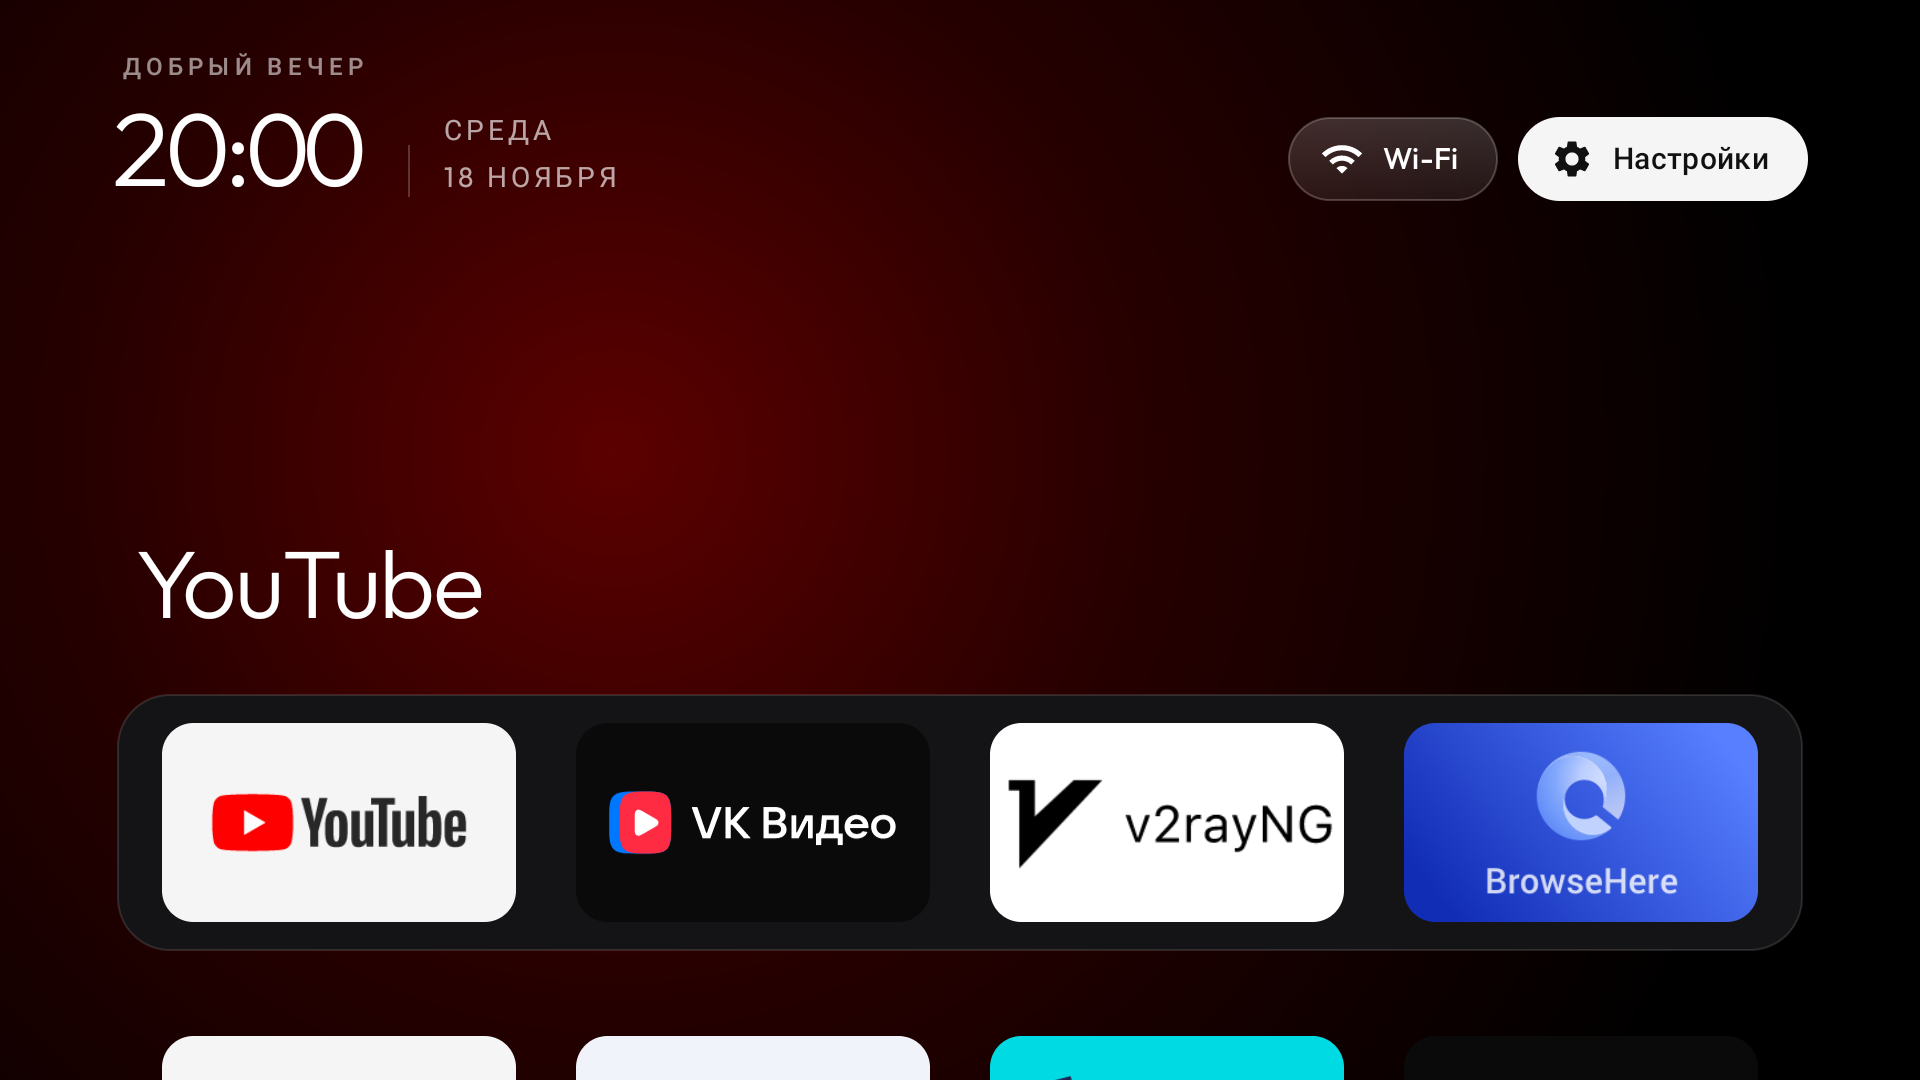 ДОБРЫЙ ВЕЧЕР
20:00
СРЕДА
18 НОЯБРЯ
Wi-Fi
Настройки
YouTube
YouTube
VK Видео
v2rayNG
BrowseHere